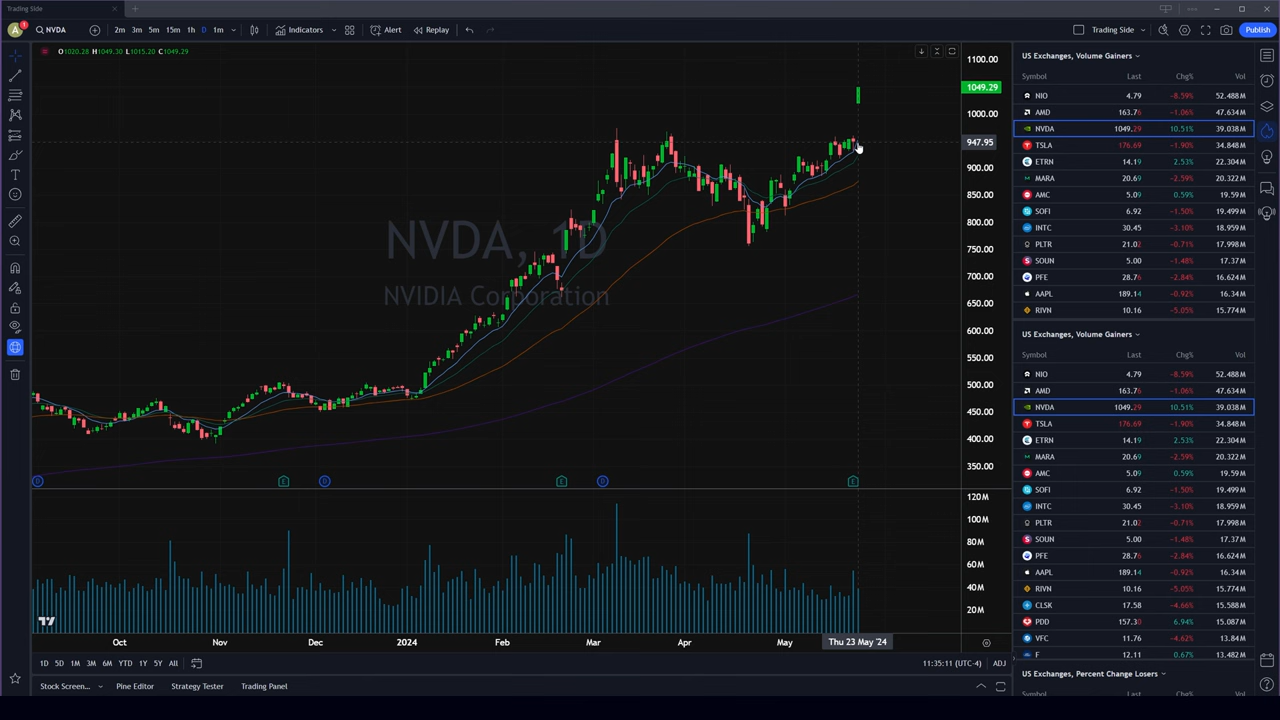 Trading Side
A 1 NVDA 2m 3m 5m 15m 1h D 1m Indicators Alert Replay Trading Side Publish
O1020.28 H1049.30 L1015.20 C1049.29
NVDA, 1D
NVIDIA Corporation
1100.00
1049.29
1000.00
947.95
900.00
850.00
800.00
750.00
700.00
650.00
600.00
550.00
500.00
450.00
400.00
350.00
D E D E D E
120M
100M
80M
60M
40M
20M
Oct Nov Dec 2024 Feb Mar Apr May Thu 23 May '24
1D 5D 1M 3M 6M YTD 1Y 5Y All 11:35:11 (UTC-4) ADJ
Stock Screen... Pine Editor Strategy Tester Trading Panel
US Exchanges, Volume Gainers
Symbol Last Chg% Vol
NIO 4.79 −8.59% 52.488M
AMD 163.76 −1.06% 47.634M
NVDA 1049.29 10.51% 39.038M
TSLA 176.69 −1.90% 34.848M
ETRN 14.19 2.53% 22.304M
MARA 20.69 −2.59% 20.322M
AMC 5.09 0.59% 19.59M
SOFI 6.92 −1.50% 19.499M
INTC 30.45 −3.10% 18.959M
PLTR 21.02 −0.71% 17.998M
SOUN 5.00 −1.48% 17.37M
PFE 28.76 −2.84% 16.624M
AAPL 189.14 −0.92% 16.34M
RIVN 10.16 −5.05% 15.774M
US Exchanges, Volume Gainers
Symbol Last Chg% Vol
NIO 4.79 −8.59% 52.488M
AMD 163.76 −1.06% 47.634M
NVDA 1049.29 10.51% 39.038M
TSLA 176.69 −1.90% 34.848M
ETRN 14.19 2.53% 22.304M
MARA 20.69 −2.59% 20.322M
AMC 5.09 0.59% 19.59M
SOFI 6.92 −1.50% 19.499M
INTC 30.45 −3.10% 18.959M
PLTR 21.02 −0.71% 17.998M
SOUN 5.00 −1.48% 17.37M
PFE 28.76 −2.84% 16.624M
AAPL 189.14 −0.92% 16.34M
RIVN 10.16 −5.05% 15.774M
CLSK 17.58 −4.66% 15.588M
PDD 157.30 6.94% 15.087M
VFC 11.76 −4.62% 13.84M
F 12.11 0.67% 13.482M
US Exchanges, Percent Change Losers
Symbol Last Chg% Vol